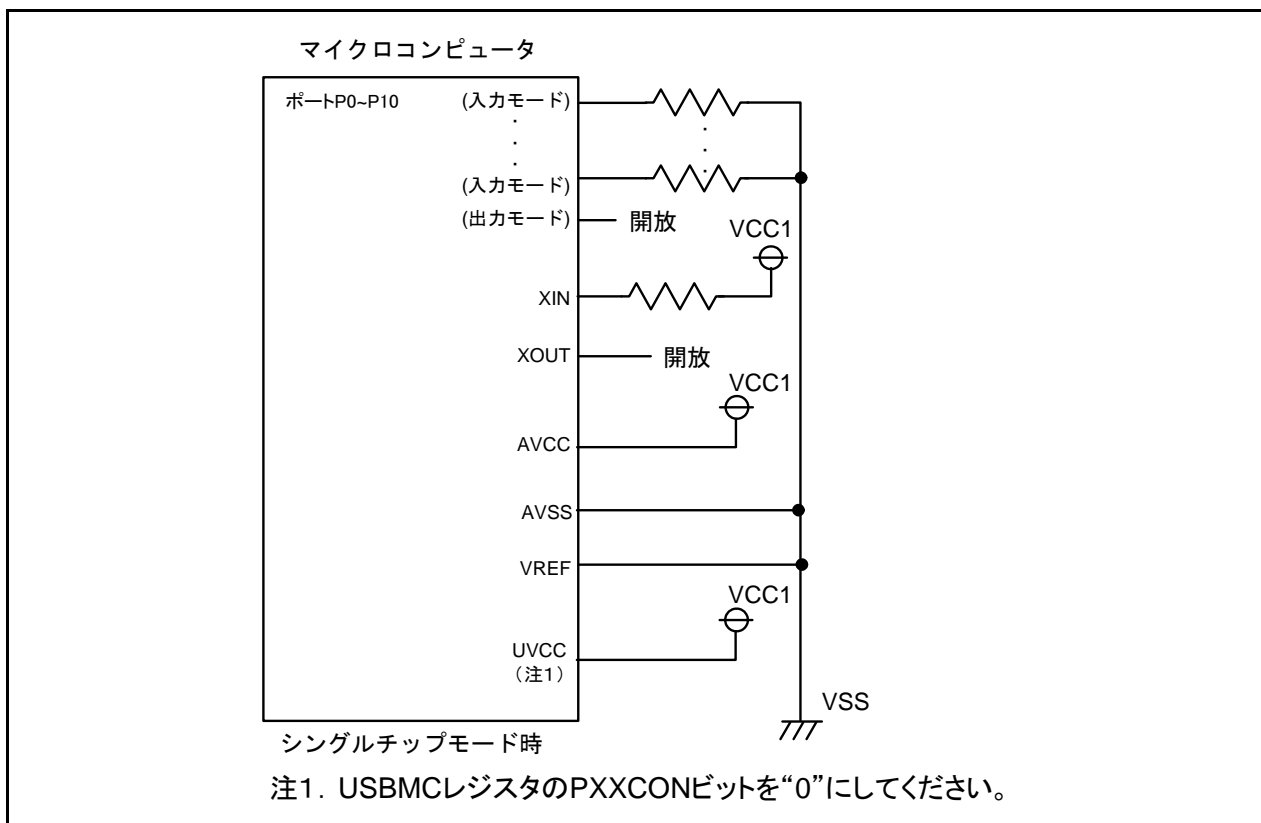 マイクロコンピュータ
ポートP0~P10 (入力モード)
(入力モード)
(出力モード) 開放
VCC1
XIN
XOUT 開放
VCC1
AVCC
AVSS
VREF
VCC1
UVCC
(注1)
VSS
シングルチップモード時
注1. USBMCレジスタのPXXCONビットを“0”にしてください。